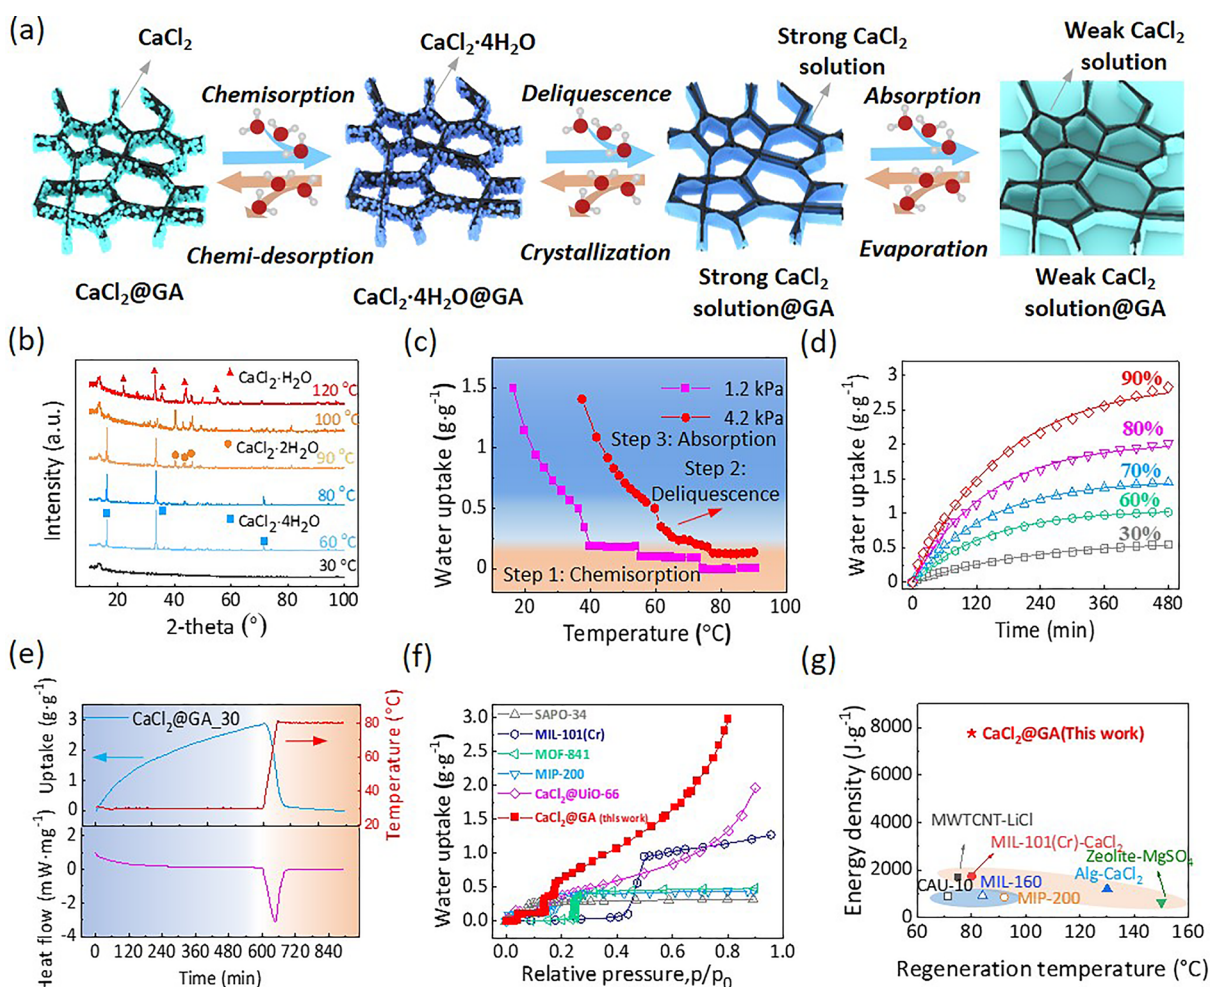 (a)
CaCl₂
CaCl₂·4H₂O
Strong CaCl₂
solution
Weak CaCl₂
solution
Chemisorption
Deliquescence
Absorption
Chemi-desorption
Crystallization
Evaporation
CaCl₂@GA
CaCl₂·4H₂O@GA
Strong CaCl₂
solution@GA
Weak CaCl₂
solution@GA
(b)
Intensity (a.u.)
CaCl₂·H₂O
120 °C
100 °C
CaCl₂·2H₂O
90 °C
80 °C
CaCl₂·4H₂O
60 °C
30 °C
20 40 60 80 100
2-theta (°)
(c)
Water uptake (g·g⁻¹)
1.5
1
0.5
0
1.2 kPa
4.2 kPa
Step 3: Absorption
Step 2:
Deliquescence
Step 1: Chemisorption
0 20 40 60 80 100
Temperature (°C)
(d)
Water uptake (g·g⁻¹)
3
2.5
2
1.5
1
0.5
0
90%
80%
70%
60%
30%
0 120 240 360 480
Time (min)
(e)
Uptake (g·g⁻¹)
3
2
1
0
CaCl₂@GA_30
100
80
60
40
20
Temperature (°C)
Heat flow (mW·mg⁻¹)
2
0
-2
-4
0 120 240 360 480 600 720 840
Time (min)
(f)
Water uptake (g·g⁻¹)
3.0
2.5
2.0
1.5
1.0
0.5
0.0
SAPO-34
MIL-101(Cr)
MOF-841
MIP-200
CaCl₂@UiO-66
CaCl₂@GA (this work)
0.0 0.2 0.4 0.6 0.8 1.0
Relative pressure,p/p₀
(g)
Energy density (J·g⁻¹)
8000
6000
4000
2000
0
CaCl₂@GA(This work)
MWTCNT-LiCl
MIL-101(Cr)-CaCl₂
Zeolite-MgSO₄
Alg-CaCl₂
CAU-10
MIL-160
MIP-200
60 80 100 120 140 160
Regeneration temperature (°C)